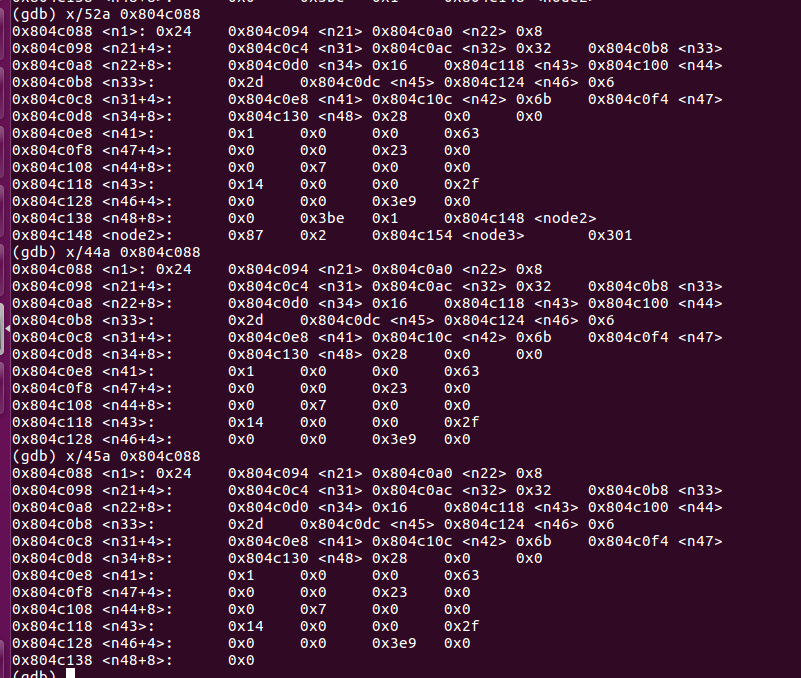 (gdb) x/52a 0x804c088
0x804c088 <n1>: 0x24 0x804c094 <n21> 0x804c0a0 <n22> 0x8
0x804c098 <n21+4>: 0x804c0c4 <n31> 0x804c0ac <n32> 0x32 0x804c0b8 <n33>
0x804c0a8 <n22+8>: 0x804c0d0 <n34> 0x16 0x804c118 <n43> 0x804c100 <n44>
0x804c0b8 <n33>: 0x2d 0x804c0dc <n45> 0x804c124 <n46> 0x6
0x804c0c8 <n31+4>: 0x804c0e8 <n41> 0x804c10c <n42> 0x6b 0x804c0f4 <n47>
0x804c0d8 <n34+8>: 0x804c130 <n48> 0x28 0x0 0x0
0x804c0e8 <n41>: 0x1 0x0 0x0 0x63
0x804c0f8 <n47+4>: 0x0 0x0 0x23 0x0
0x804c108 <n44+8>: 0x0 0x7 0x0 0x0
0x804c118 <n43>: 0x14 0x0 0x0 0x2f
0x804c128 <n46+4>: 0x0 0x0 0x3e9 0x0
0x804c138 <n48+8>: 0x0 0x3be 0x1 0x804c148 <node2>
0x804c148 <node2>: 0x87 0x2 0x804c154 <node3> 0x301
(gdb) x/44a 0x804c088
0x804c088 <n1>: 0x24 0x804c094 <n21> 0x804c0a0 <n22> 0x8
0x804c098 <n21+4>: 0x804c0c4 <n31> 0x804c0ac <n32> 0x32 0x804c0b8 <n33>
0x804c0a8 <n22+8>: 0x804c0d0 <n34> 0x16 0x804c118 <n43> 0x804c100 <n44>
0x804c0b8 <n33>: 0x2d 0x804c0dc <n45> 0x804c124 <n46> 0x6
0x804c0c8 <n31+4>: 0x804c0e8 <n41> 0x804c10c <n42> 0x6b 0x804c0f4 <n47>
0x804c0d8 <n34+8>: 0x804c130 <n48> 0x28 0x0 0x0
0x804c0e8 <n41>: 0x1 0x0 0x0 0x63
0x804c0f8 <n47+4>: 0x0 0x0 0x23 0x0
0x804c108 <n44+8>: 0x0 0x7 0x0 0x0
0x804c118 <n43>: 0x14 0x0 0x0 0x2f
0x804c128 <n46+4>: 0x0 0x0 0x3e9 0x0
(gdb) x/45a 0x804c088
0x804c088 <n1>: 0x24 0x804c094 <n21> 0x804c0a0 <n22> 0x8
0x804c098 <n21+4>: 0x804c0c4 <n31> 0x804c0ac <n32> 0x32 0x804c0b8 <n33>
0x804c0a8 <n22+8>: 0x804c0d0 <n34> 0x16 0x804c118 <n43> 0x804c100 <n44>
0x804c0b8 <n33>: 0x2d 0x804c0dc <n45> 0x804c124 <n46> 0x6
0x804c0c8 <n31+4>: 0x804c0e8 <n41> 0x804c10c <n42> 0x6b 0x804c0f4 <n47>
0x804c0d8 <n34+8>: 0x804c130 <n48> 0x28 0x0 0x0
0x804c0e8 <n41>: 0x1 0x0 0x0 0x63
0x804c0f8 <n47+4>: 0x0 0x0 0x23 0x0
0x804c108 <n44+8>: 0x0 0x7 0x0 0x0
0x804c118 <n43>: 0x14 0x0 0x0 0x2f
0x804c128 <n46+4>: 0x0 0x0 0x3e9 0x0
0x804c138 <n48+8>: 0x0
(gdb)